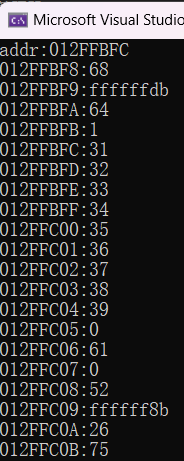 Microsoft Visual Studio
addr:012FFBFC
012FFBF8:68
012FFBF9:ffffffdb
012FFBFA:64
012FFBFB:1
012FFBFC:31
012FFBFD:32
012FFBFE:33
012FFBFF:34
012FFC00:35
012FFC01:36
012FFC02:37
012FFC03:38
012FFC04:39
012FFC05:0
012FFC06:61
012FFC07:0
012FFC08:52
012FFC09:ffffff8b
012FFC0A:26
012FFC0B:75